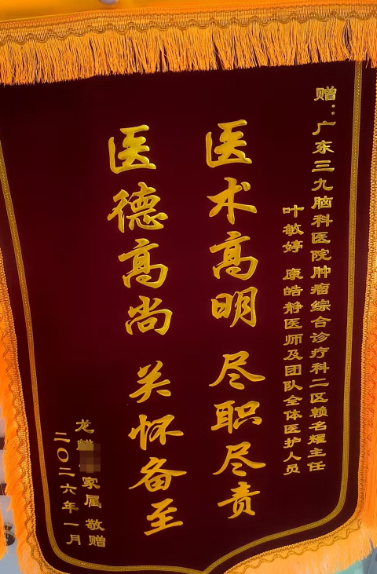 赠：广东三九脑科医院肿瘤综合诊疗科二区赖名耀主任
叶敏婷 康皓静医师及团队全体医护人员
医术高明 尽职尽责
医德高尚 关怀备至
龙麒 家属 敬赠
二〇二六年一月